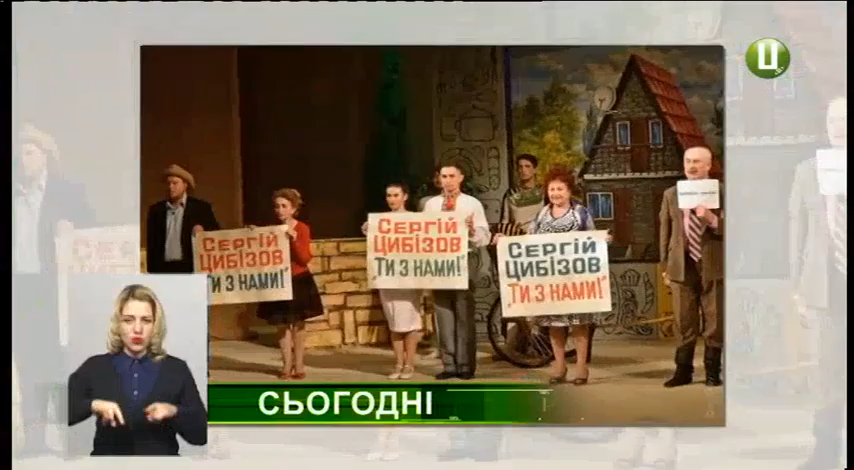 Ц
СЕРГІЙ
ЦИБІЗОВ
"ТИ З НАМИ!"
СЕРГІЙ
ЦИБІЗОВ
"ТИ З НАМИ!"
СЕРГІЙ
ЦИБІЗОВ
"ТИ З НАМИ!"
СЬОГОДНІ